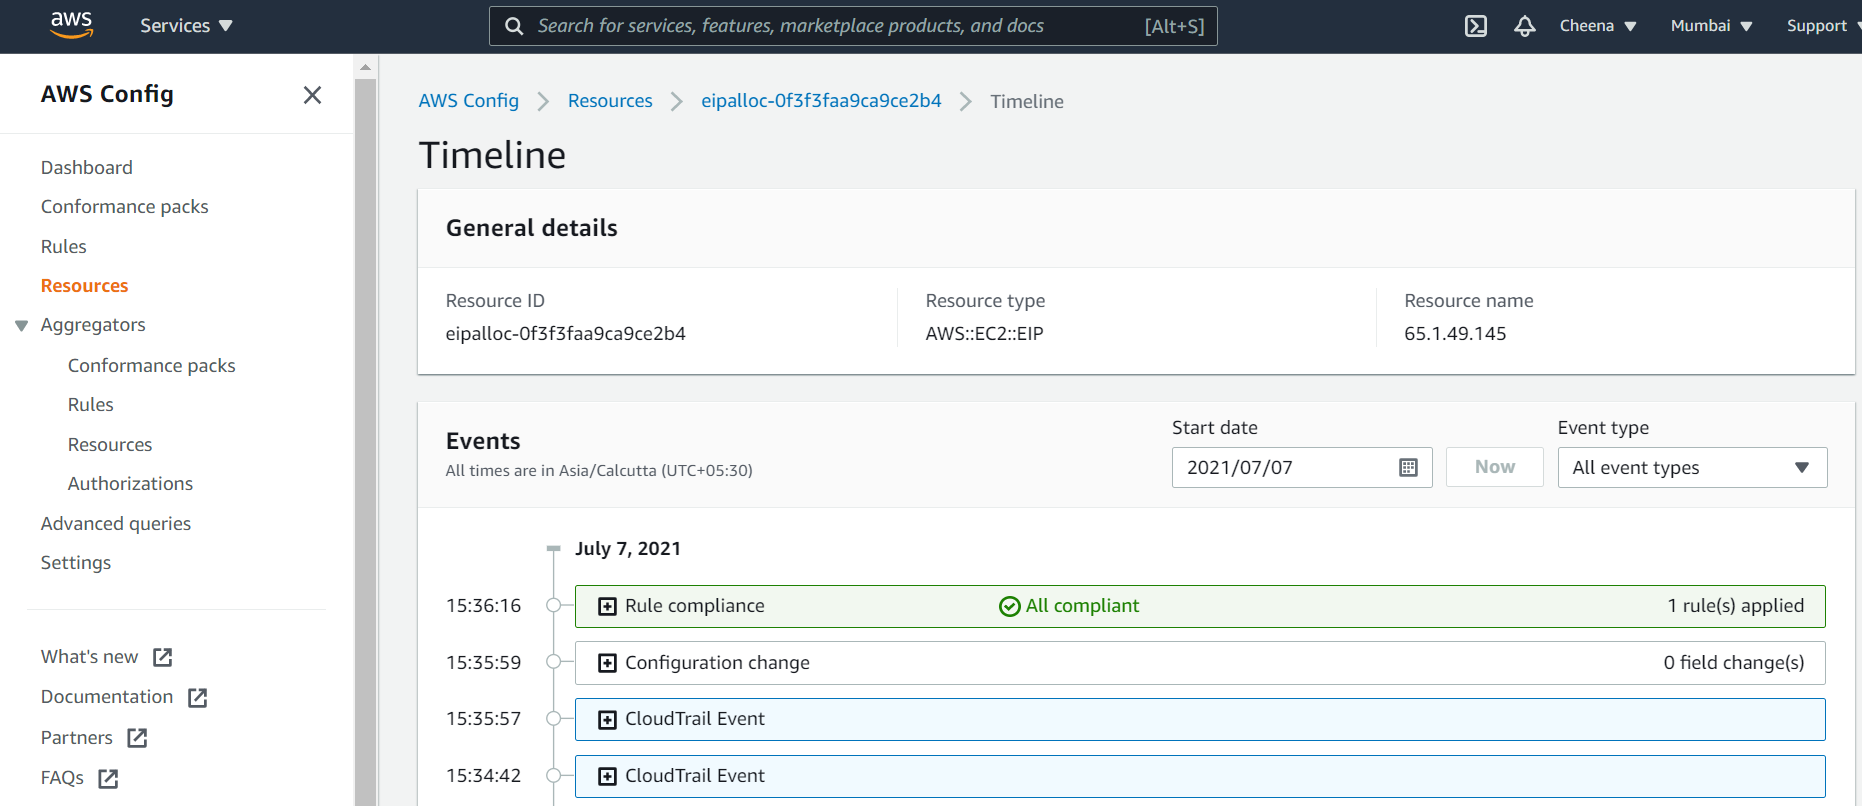 aws
Services
Search for services, features, marketplace products, and docs
[Alt+S]
Cheena
Mumbai
Support
AWS Config
Dashboard
Conformance packs
Rules
Resources
Aggregators
Conformance packs
Rules
Resources
Authorizations
Advanced queries
Settings
What's new
Documentation
Partners
FAQs
AWS Config
Resources
eipalloc-0f3f3faa9ca9ce2b4
Timeline
Timeline
General details
Resource ID
eipalloc-0f3f3faa9ca9ce2b4
Resource type
AWS::EC2::EIP
Resource name
65.1.49.145
Events
All times are in Asia/Calcutta (UTC+05:30)
Start date
2021/07/07
Now
Event type
All event types
July 7, 2021
15:36:16 Rule compliance All compliant 1 rule(s) applied
15:35:59 Configuration change 0 field change(s)
15:35:57 CloudTrail Event
15:34:42 CloudTrail Event